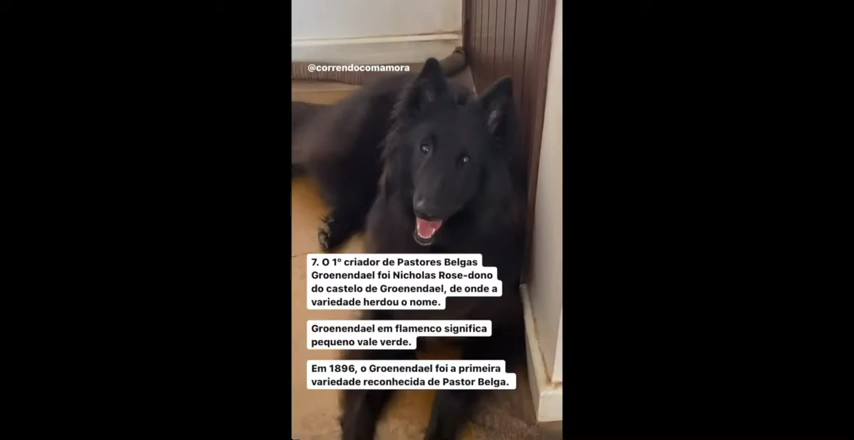 @correndocomamora
7. O 1º criador de Pastores Belgas
Groenendael foi Nicholas Rose-dono
do castelo de Groenendael, de onde a
variedade herdou o nome.
Groenendael em flamenco significa
pequeno vale verde.
Em 1896, o Groenendael foi a primeira
variedade reconhecida de Pastor Belga.